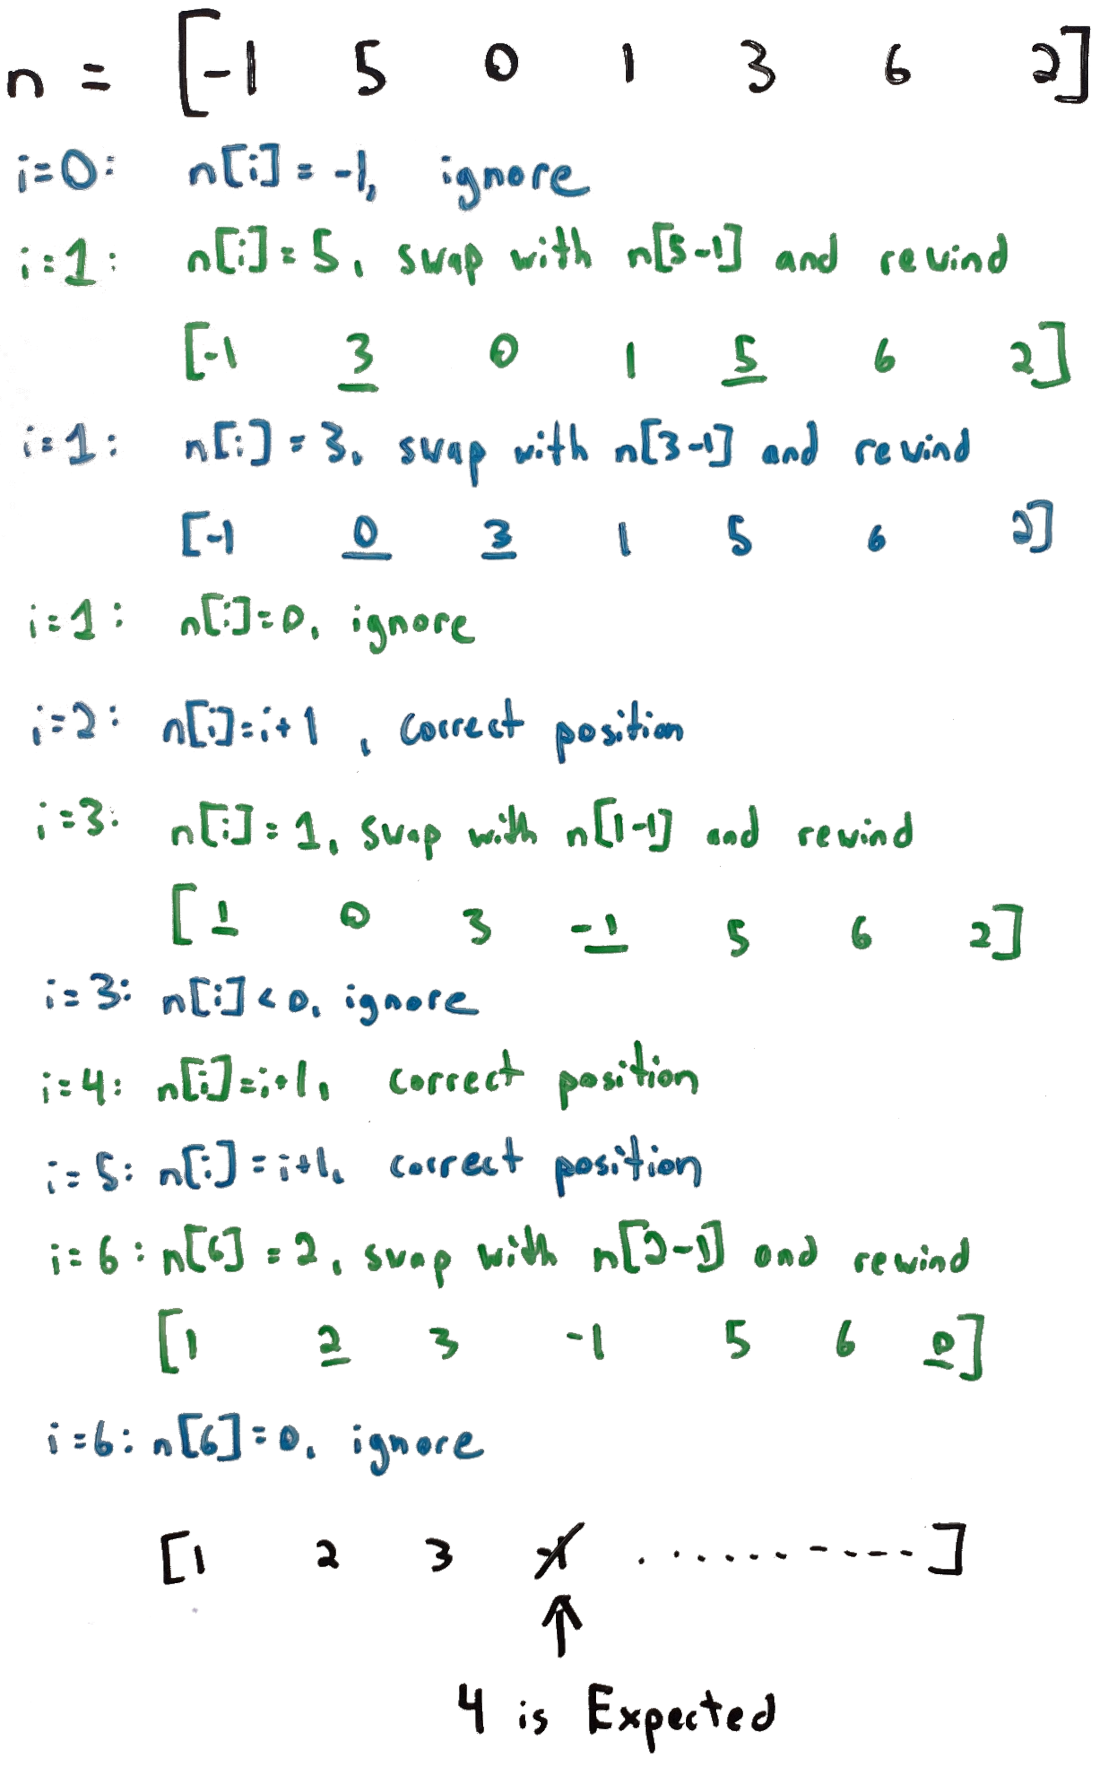 n = [-1 5 0 1 3 6 2]
i=0: n[i] = -1, ignore
i=1: n[i] = 5, swap with n[5-1] and rewind
[-1 3 0 1 5 6 2]
i=1: n[i] = 3, swap with n[3-1] and rewind
[-1 0 3 1 5 6 2]
i=1: n[i]=0, ignore
i=2: n[i]=i+1, correct position
i=3: n[i]=1, swap with n[1-1] and rewind
[1 0 3 -1 5 6 2]
i=3: n[i]<0, ignore
i=4: n[i]=i+1, correct position
i=5: n[i]=i+1, correct position
i=6: n[6] = 2, swap with n[2-1] and rewind
[1 2 3 -1 5 6 0]
i=6: n[6]=0, ignore
[1 2 3 -1 ..............]
↑
4 is Expected